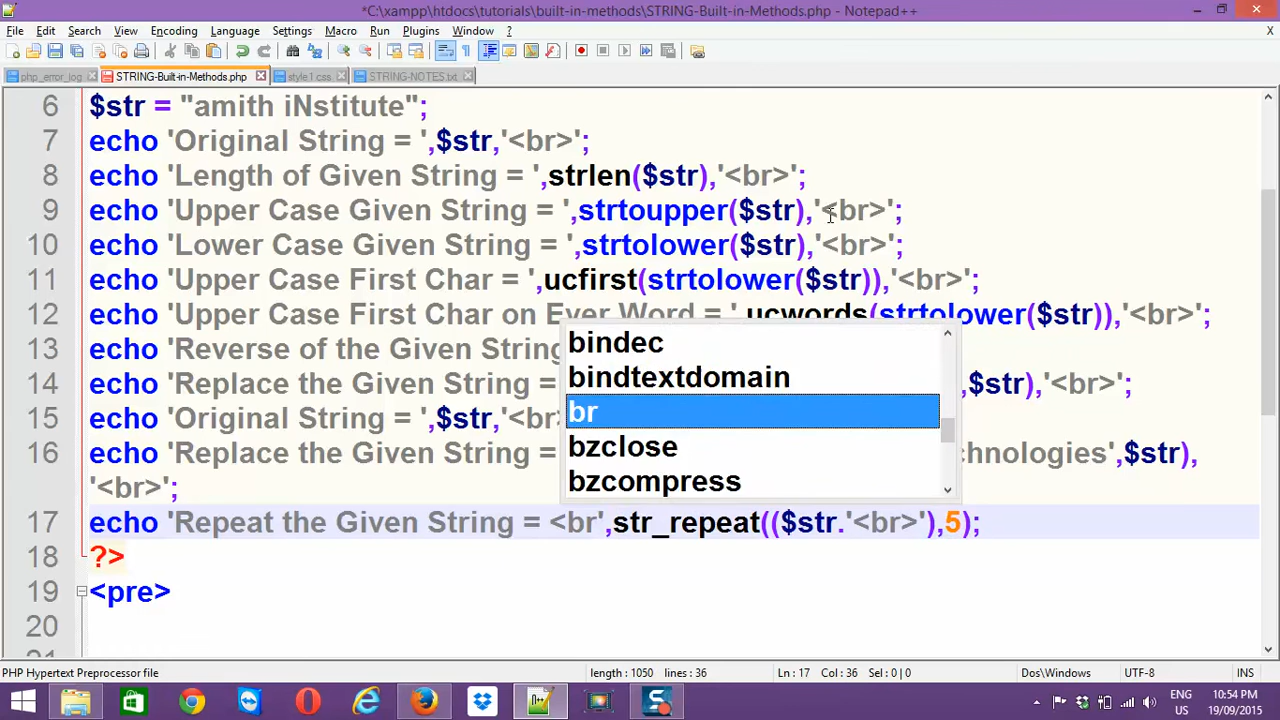 *C:\xampp\htdocs\tutorials\built-in-methods\STRING-Built-in-Methods.php - Notepad++
File Edit Search View Encoding Language Settings Macro Run Plugins Window ?
php_error_log STRING-Built-in-Methods.php style1 css STRING-NOTES.txt
6 $str = "amith iNstitute";
7 echo 'Original String = ',$str,'<br>';
8 echo 'Length of Given String = ',strlen($str),'<br>';
9 echo 'Upper Case Given String = ',strtoupper($str),'<br>';
10 echo 'Lower Case Given String = ',strtolower($str),'<br>';
11 echo 'Upper Case First Char = ',ucfirst(strtolower($str)),'<br>';
12 echo 'Upper Case First Char on Ever Word = ',ucwords(strtolower($str)),'<br>';
13 echo 'Reverse of the Given String
14 echo 'Replace the Given String = ,$str),'<br>';
15 echo 'Original String = ',$str,'<br>
16 echo 'Replace the Given String = chnologies',$str),
'<br>';
17 echo 'Repeat the Given String = <br',str_repeat(($str.'<br>'),5);
18 ?>
19 <pre>
20
bindec
bindtextdomain
br
bzclose
bzcompress
PHP Hypertext Preprocessor file length : 1050 lines : 36 Ln : 17 Col : 36 Sel : 0 | 0 Dos\Windows UTF-8 INS
ENG 10:54 PM
US 19/09/2015